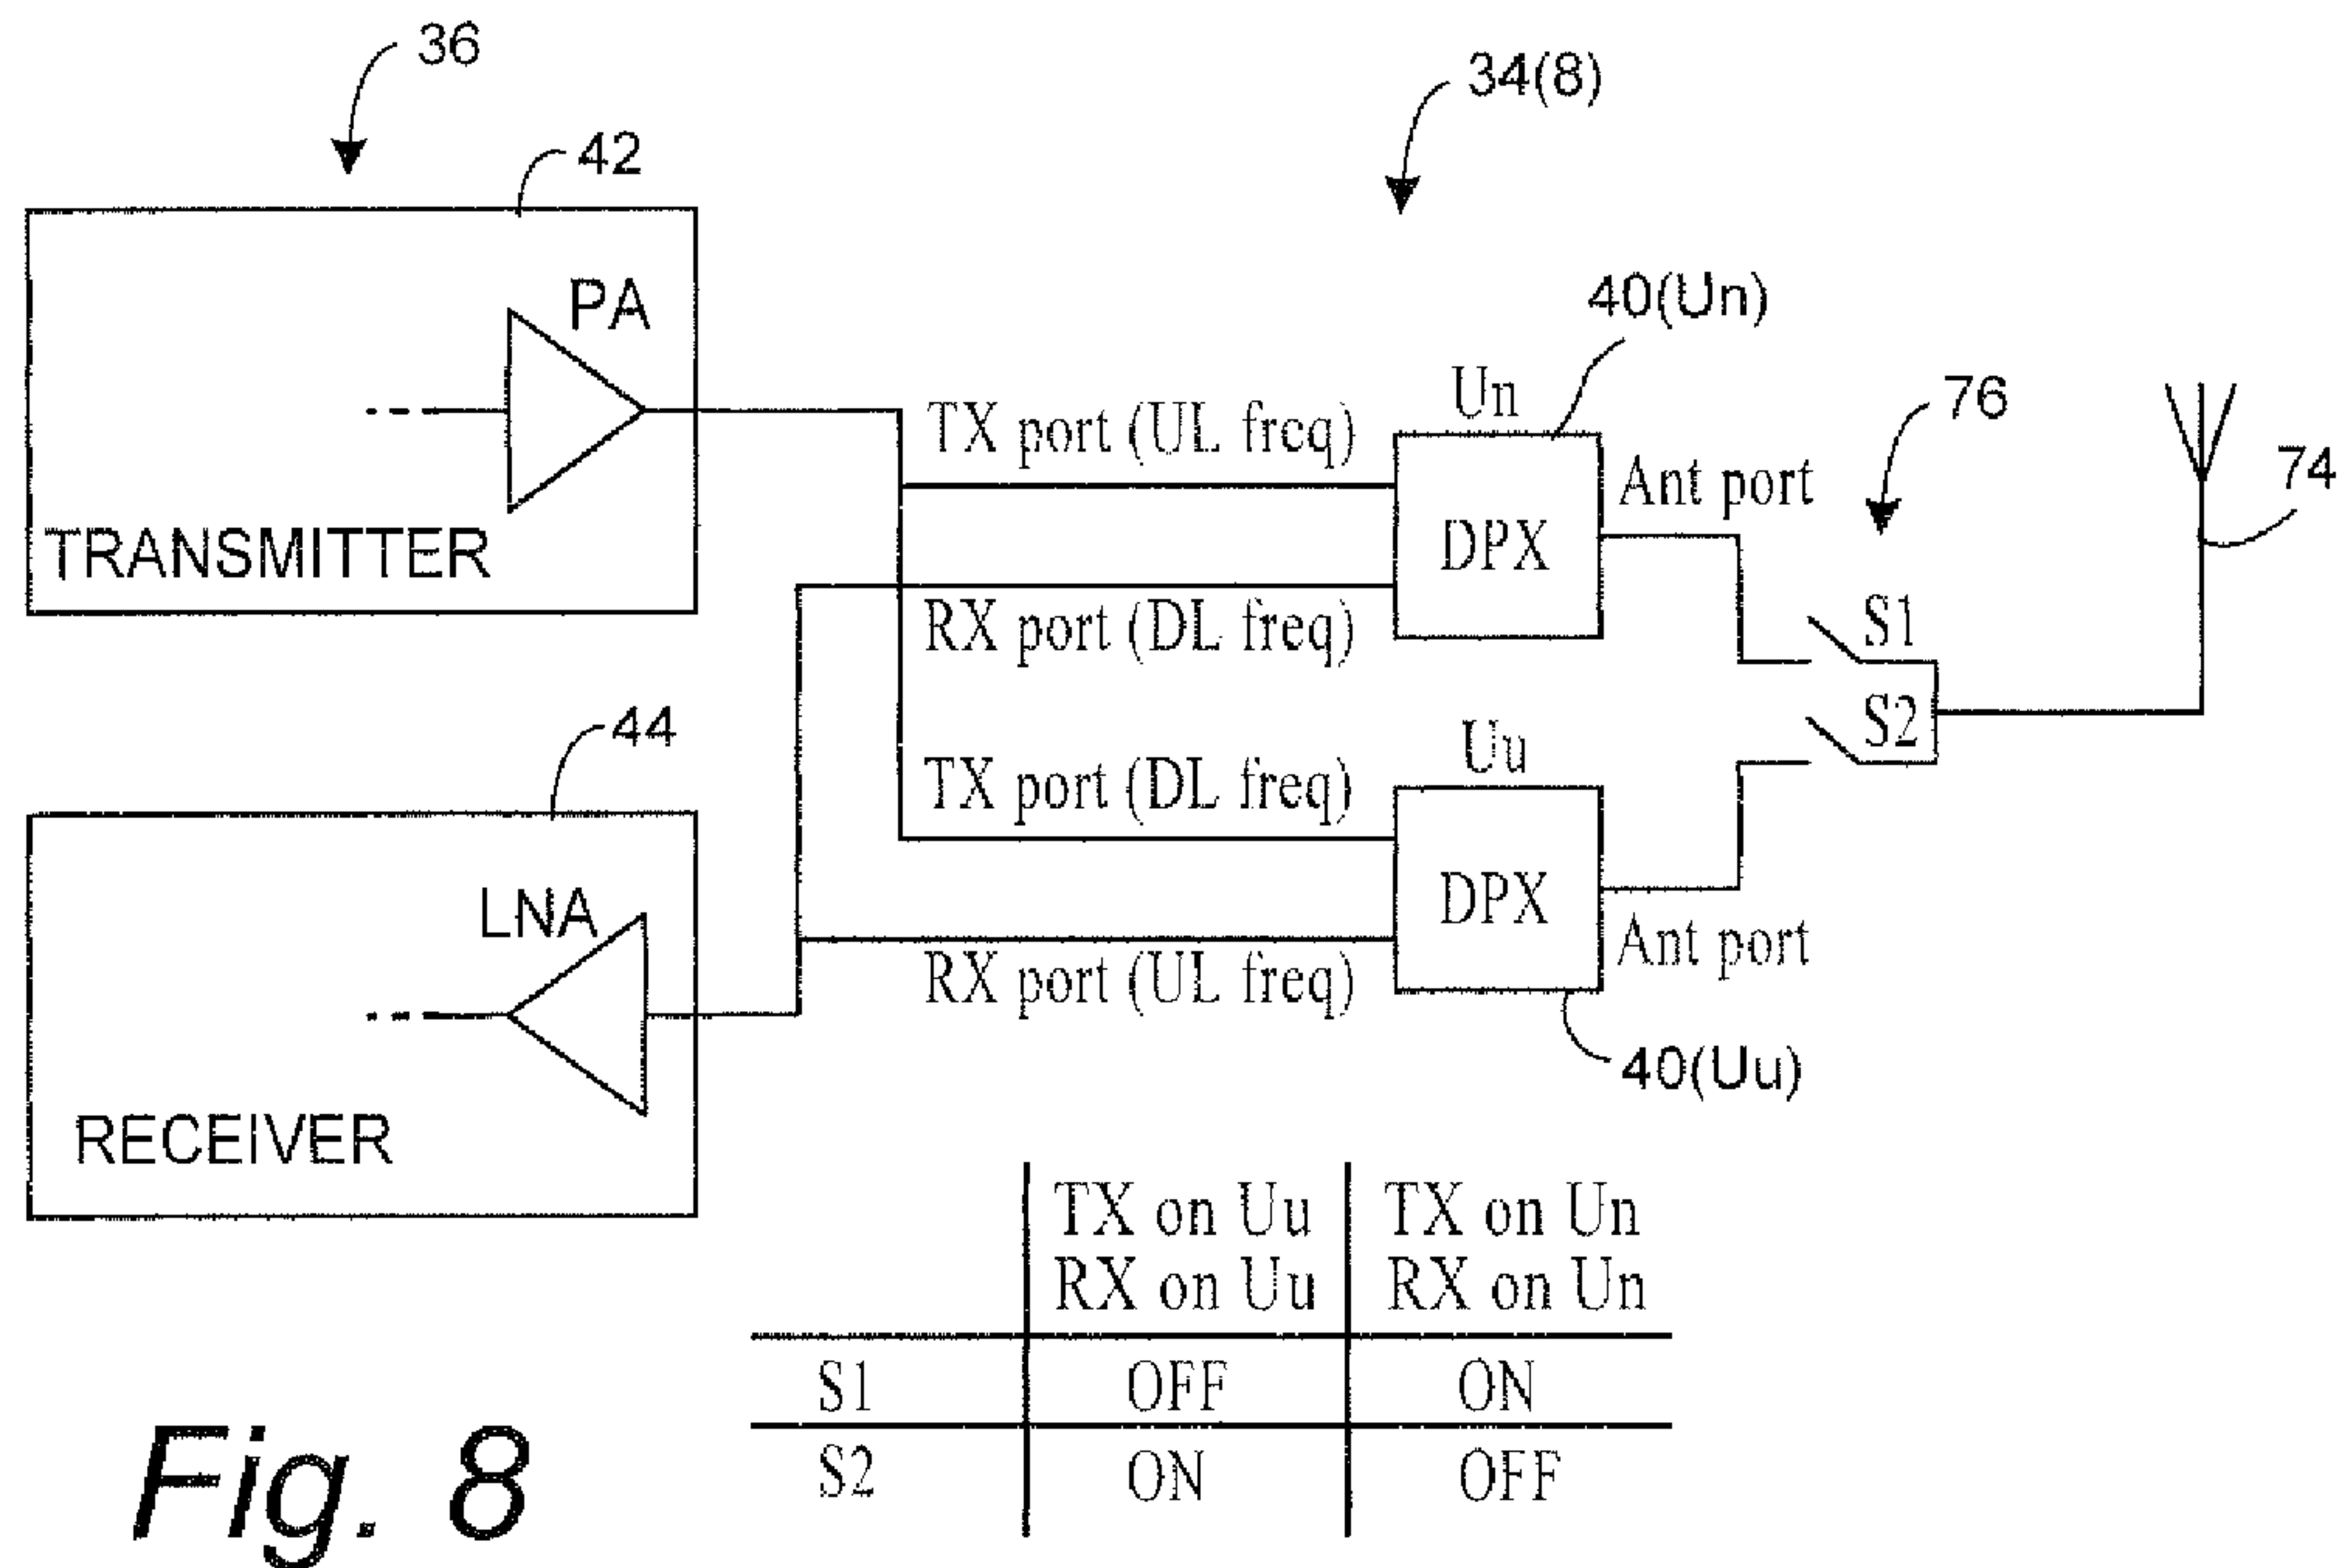 36
34(8)
42
PA
TRANSMITTER
40(Un)
Un
TX port (UL freq)
DPX
Ant port
RX port (DL freq)
76
74
S1
S2
44
LNA
RECEIVER
Uu
TX port (DL freq)
DPX
Ant port
RX port (UL freq)
40(Uu)
TX on Uu TX on Un
RX on Uu RX on Un
S1 OFF ON
S2 ON OFF
Fig. 8